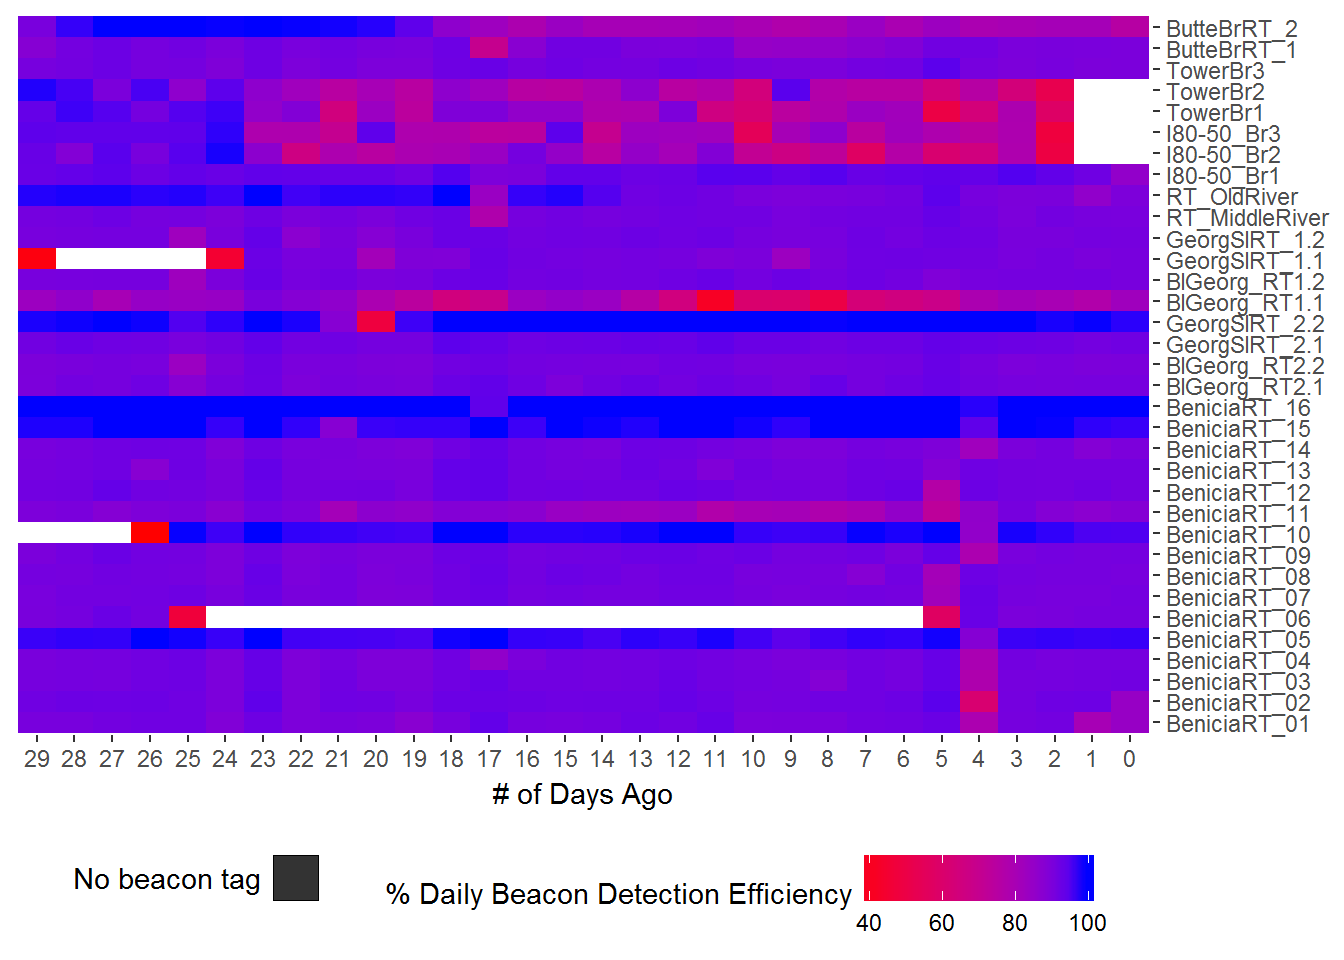 ButteBrRT_2
ButteBrRT_1
TowerBr3
TowerBr2
TowerBr1
I80-50_Br3
I80-50_Br2
I80-50_Br1
RT_OldRiver
RT_MiddleRiver
GeorgSlRT_1.2
GeorgSlRT_1.1
BlGeorg_RT1.2
BlGeorg_RT1.1
GeorgSlRT_2.2
GeorgSlRT_2.1
BlGeorg_RT2.2
BlGeorg_RT2.1
BeniciaRT_16
BeniciaRT_15
BeniciaRT_14
BeniciaRT_13
BeniciaRT_12
BeniciaRT_11
BeniciaRT_10
BeniciaRT_09
BeniciaRT_08
BeniciaRT_07
BeniciaRT_06
BeniciaRT_05
BeniciaRT_04
BeniciaRT_03
BeniciaRT_02
BeniciaRT_01
29 28 27 26 25 24 23 22 21 20 19 18 17 16 15 14 13 12 11 10 9 8 7 6 5 4 3 2 1 0
# of Days Ago
No beacon tag
% Daily Beacon Detection Efficiency
40 60 80 100